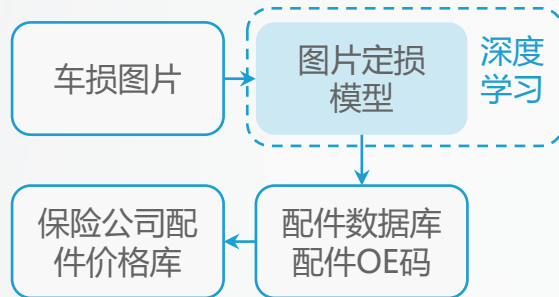 车损图片
图片定损
模型
深度
学习
保险公司配
件价格库
配件数据库
配件OE码